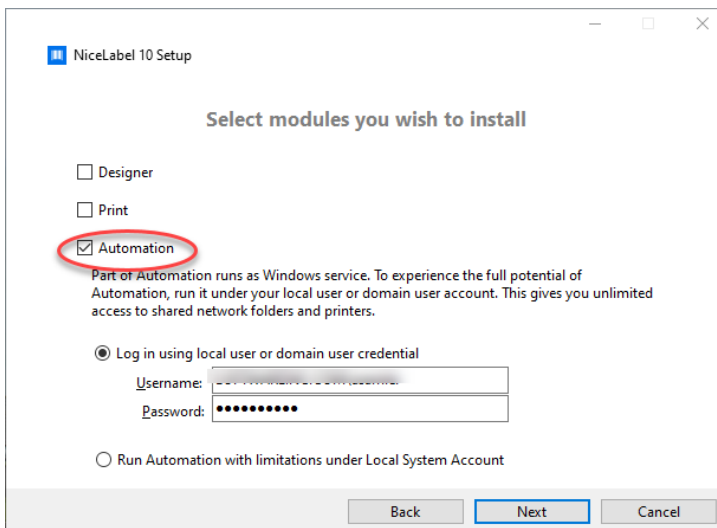 NiceLabel 10 Setup
Select modules you wish to install
Designer
Print
Automation
Part of Automation runs as Windows service. To experience the full potential of
Automation, run it under your local user or domain user account. This gives you unlimited
access to shared network folders and printers.
Log in using local user or domain user credential
Username:
Password: ●●●●●●●●●●
Run Automation with limitations under Local System Account
Back Next Cancel